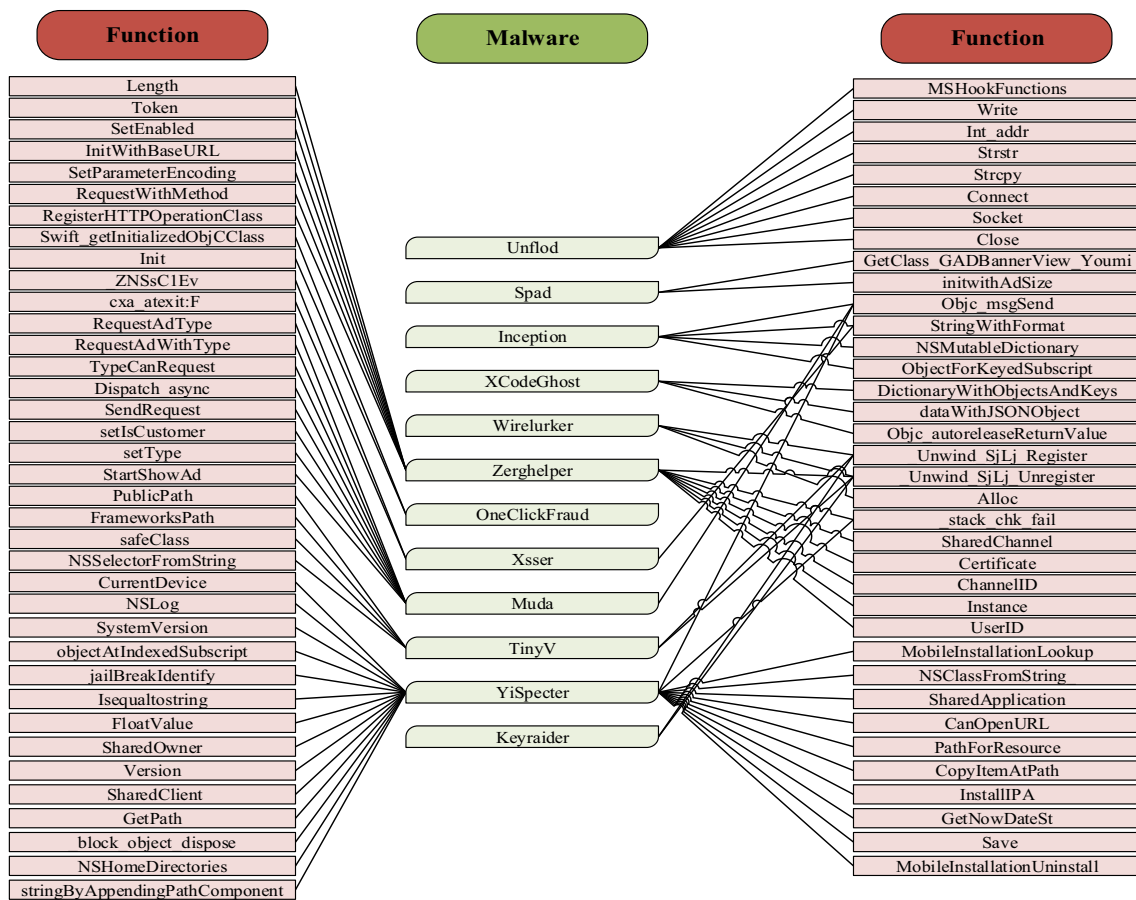 Function
Malware
Function
Length
Token
SetEnabled
InitWithBaseURL
SetParameterEncoding
RequestWithMethod
RegisterHTTPOperationClass
Swift_getInitializedObjCClass
Init
_ZNSsC1Ev
cxa_atexit:F
RequestAdType
RequestAdWithType
TypeCanRequest
Dispatch_async
SendRequest
setIsCustomer
setType
StartShowAd
PublicPath
FrameworksPath
safeClass
NSSelectorFromString
CurrentDevice
NSLog
SystemVersion
objectAtIndexedSubscript
jailBreakIdentify
Isequaltostring
FloatValue
SharedOwner
Version
SharedClient
GetPath
block_object_dispose
NSHomeDirectories
stringByAppendingPathComponent
Unflod
Spad
Inception
XCodeGhost
Wirelurker
Zerghelper
OneClickFraud
Xsser
Muda
TinyV
YiSpecter
Keyraider
MSHookFunctions
Write
Int_addr
Strstr
Strcpy
Connect
Socket
Close
GetClass_GADBannerView_Youmi
initwithAdSize
Objc_msgSend
StringWithFormat
NSMutableDictionary
ObjectForKeyedSubscript
DictionaryWithObjectsAndKeys
dataWithJSONObject
Objc_autoreleaseReturnValue
_Unwind_SjLj_Register
_Unwind_SjLj_Unregister
Alloc
_stack_chk_fail
SharedChannel
Certificate
ChannelID
Instance
UserID
MobileInstallationLookup
NSClassFromString_
SharedApplication
CanOpenURL
PathForResource
CopyItemAtPath
InstallIPA
GetNowDateSt
Save
MobileInstallationUninstall